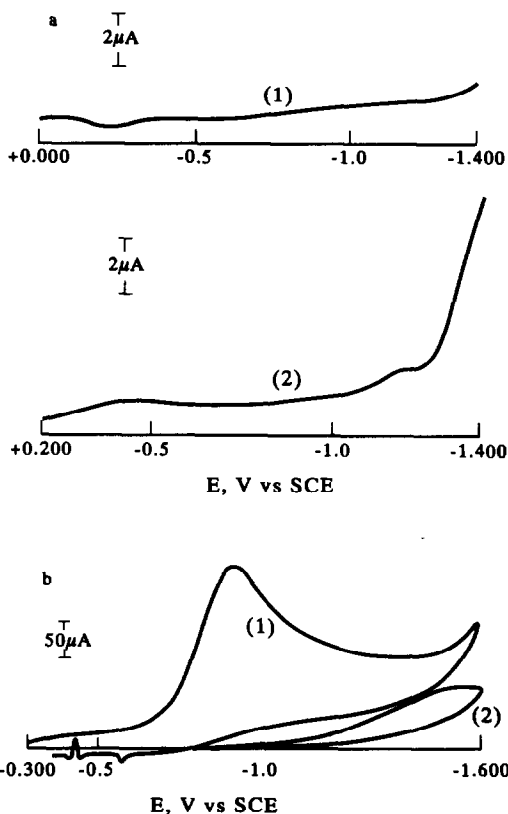 a
2µA
(1)
+0.000 -0.5 -1.0 -1.400
2µA
(2)
+0.200 -0.5 -1.0 -1.400
E, V vs SCE
b
50µA
(1)
(2)
-0.300 -0.5 -1.0 -1.600
E, V vs SCE